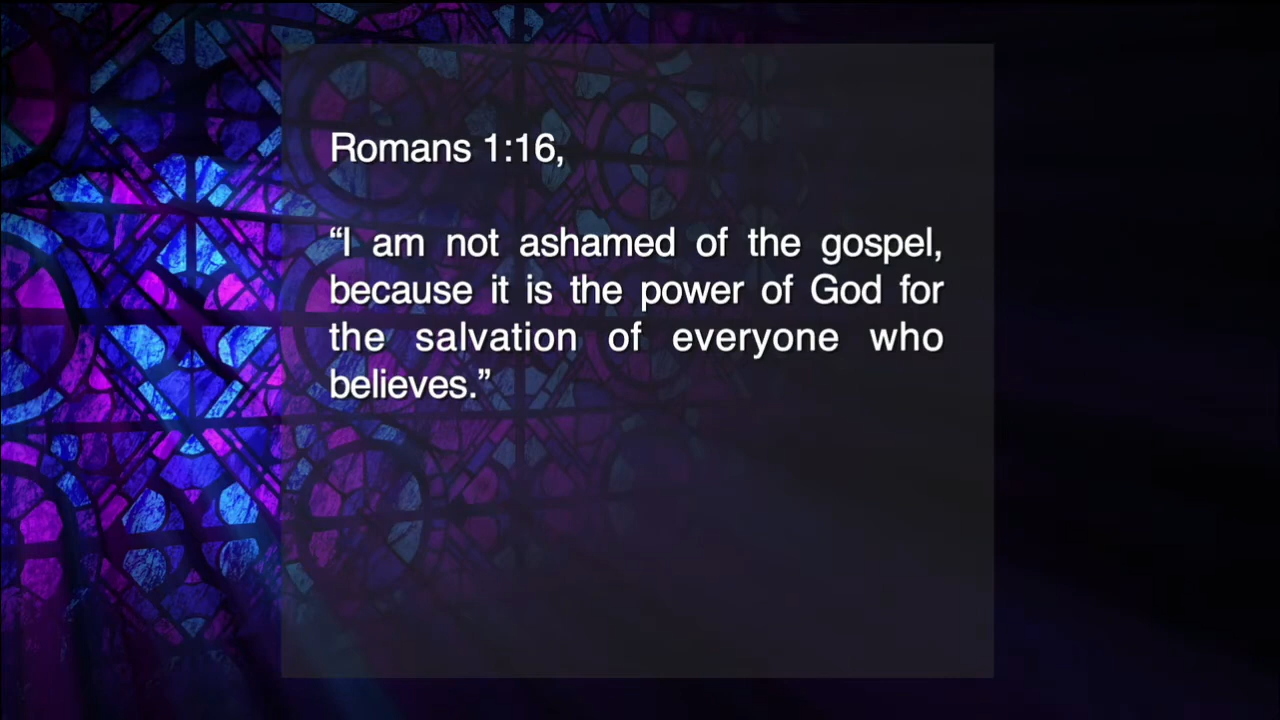 Romans 1:16,
“I am not ashamed of the gospel,
because it is the power of God for
the salvation of everyone who
believes.”